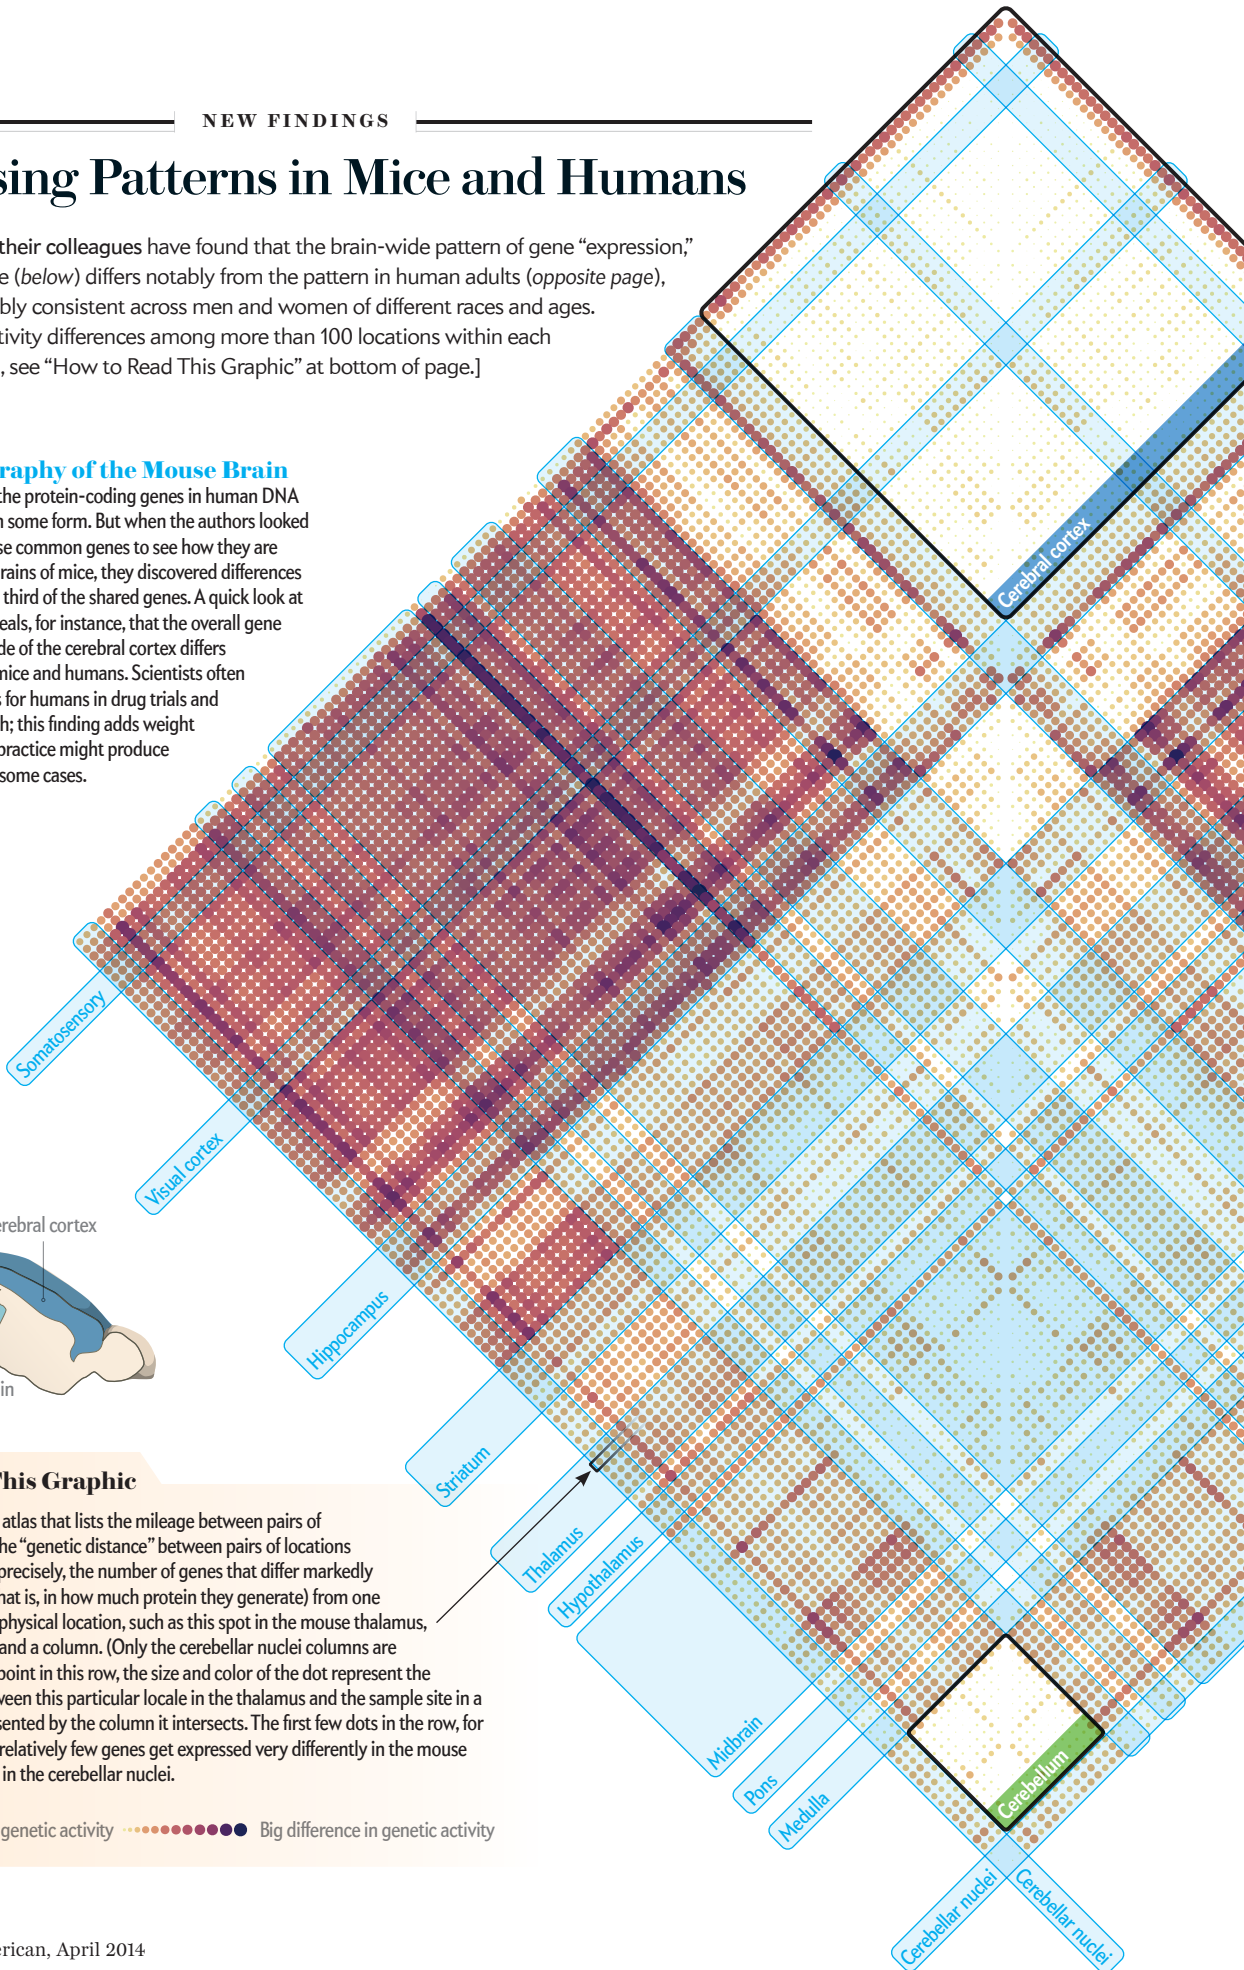 NEW FINDINGS
sing Patterns in Mice and Humans
their colleagues have found that the brain-wide pattern of gene “expression,”
e (below) differs notably from the pattern in human adults (opposite page),
bly consistent across men and women of different races and ages.
tivity differences among more than 100 locations within each
, see “How to Read This Graphic” at bottom of page.]
raphy of the Mouse Brain
the protein-coding genes in human DNA
n some form. But when the authors looked
se common genes to see how they are
rains of mice, they discovered differences
third of the shared genes. A quick look at
eals, for instance, that the overall gene
de of the cerebral cortex differs
mice and humans. Scientists often
s for humans in drug trials and
h; this finding adds weight
practice might produce
some cases.
Cerebral cortex
Somatosensory
Visual cortex
Hippocampus
Striatum
Thalamus
Hypothalamus
Midbrain
Pons
Medulla
Cerebellum
Cerebellar nuclei
Cerebellar nuclei
erebral cortex
in
This Graphic
atlas that lists the mileage between pairs of
he “genetic distance” between pairs of locations
precisely, the number of genes that differ markedly
hat is, in how much protein they generate) from one
physical location, such as this spot in the mouse thalamus,
and a column. (Only the cerebellar nuclei columns are
point in this row, the size and color of the dot represent the
ween this particular locale in the thalamus and the sample site in a
sented by the column it intersects. The first few dots in the row, for
relatively few genes get expressed very differently in the mouse
in the cerebellar nuclei.
genetic activity
Big difference in genetic activity
erican, April 2014